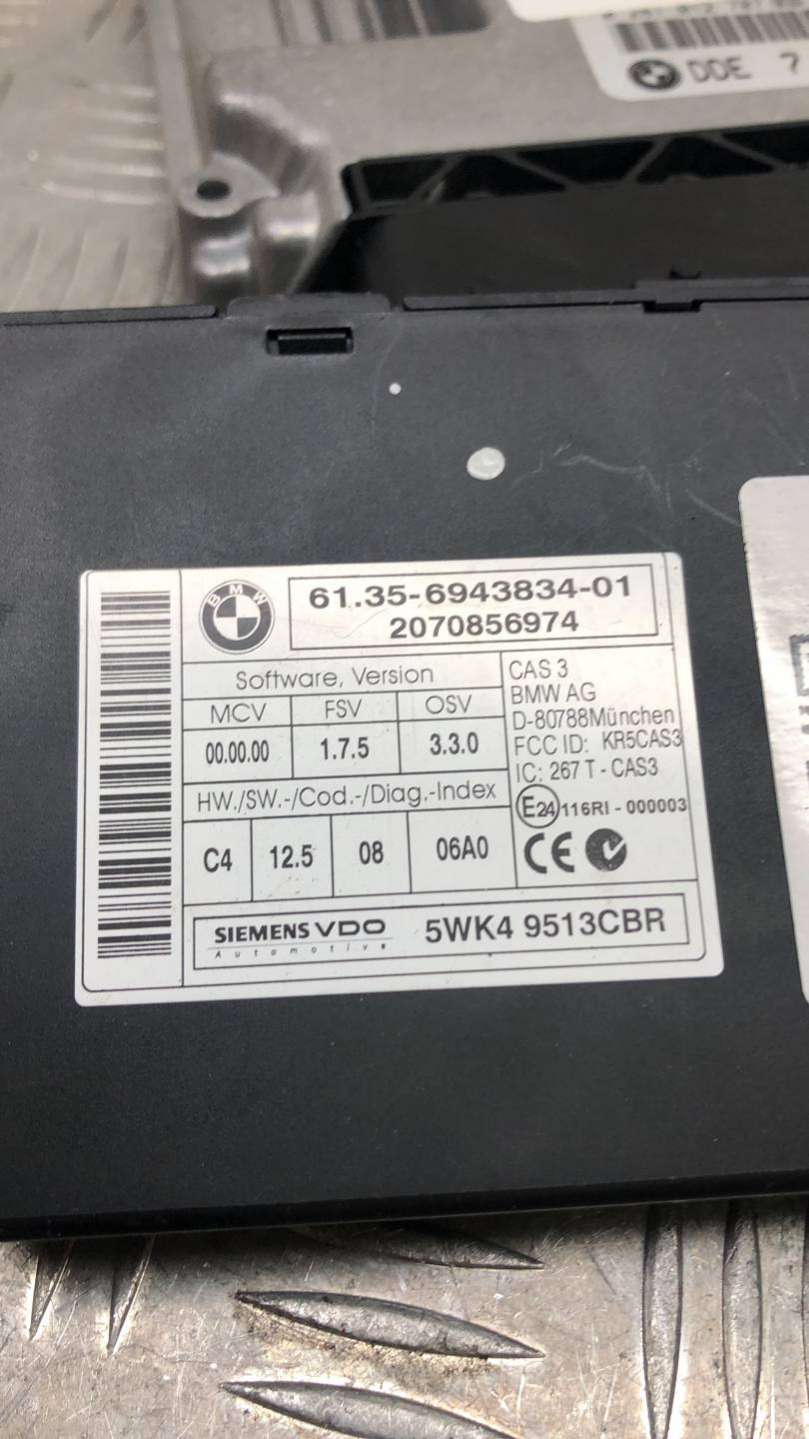 DDE 7
BMW
61.35-6943834-01
2070856974
Software, Version
MCV FSV OSV
00.00.00 1.7.5 3.3.0
CAS 3
BMW AG
D-80788München
FCC ID: KR5CAS3
IC: 267 T - CAS3
E24 116RI - 000003
HW./SW.-/Cod.-/Diag.-Index
C4 12.5 08 06A0
CE
SIEMENS VDO
Automotive
5WK4 9513CBR